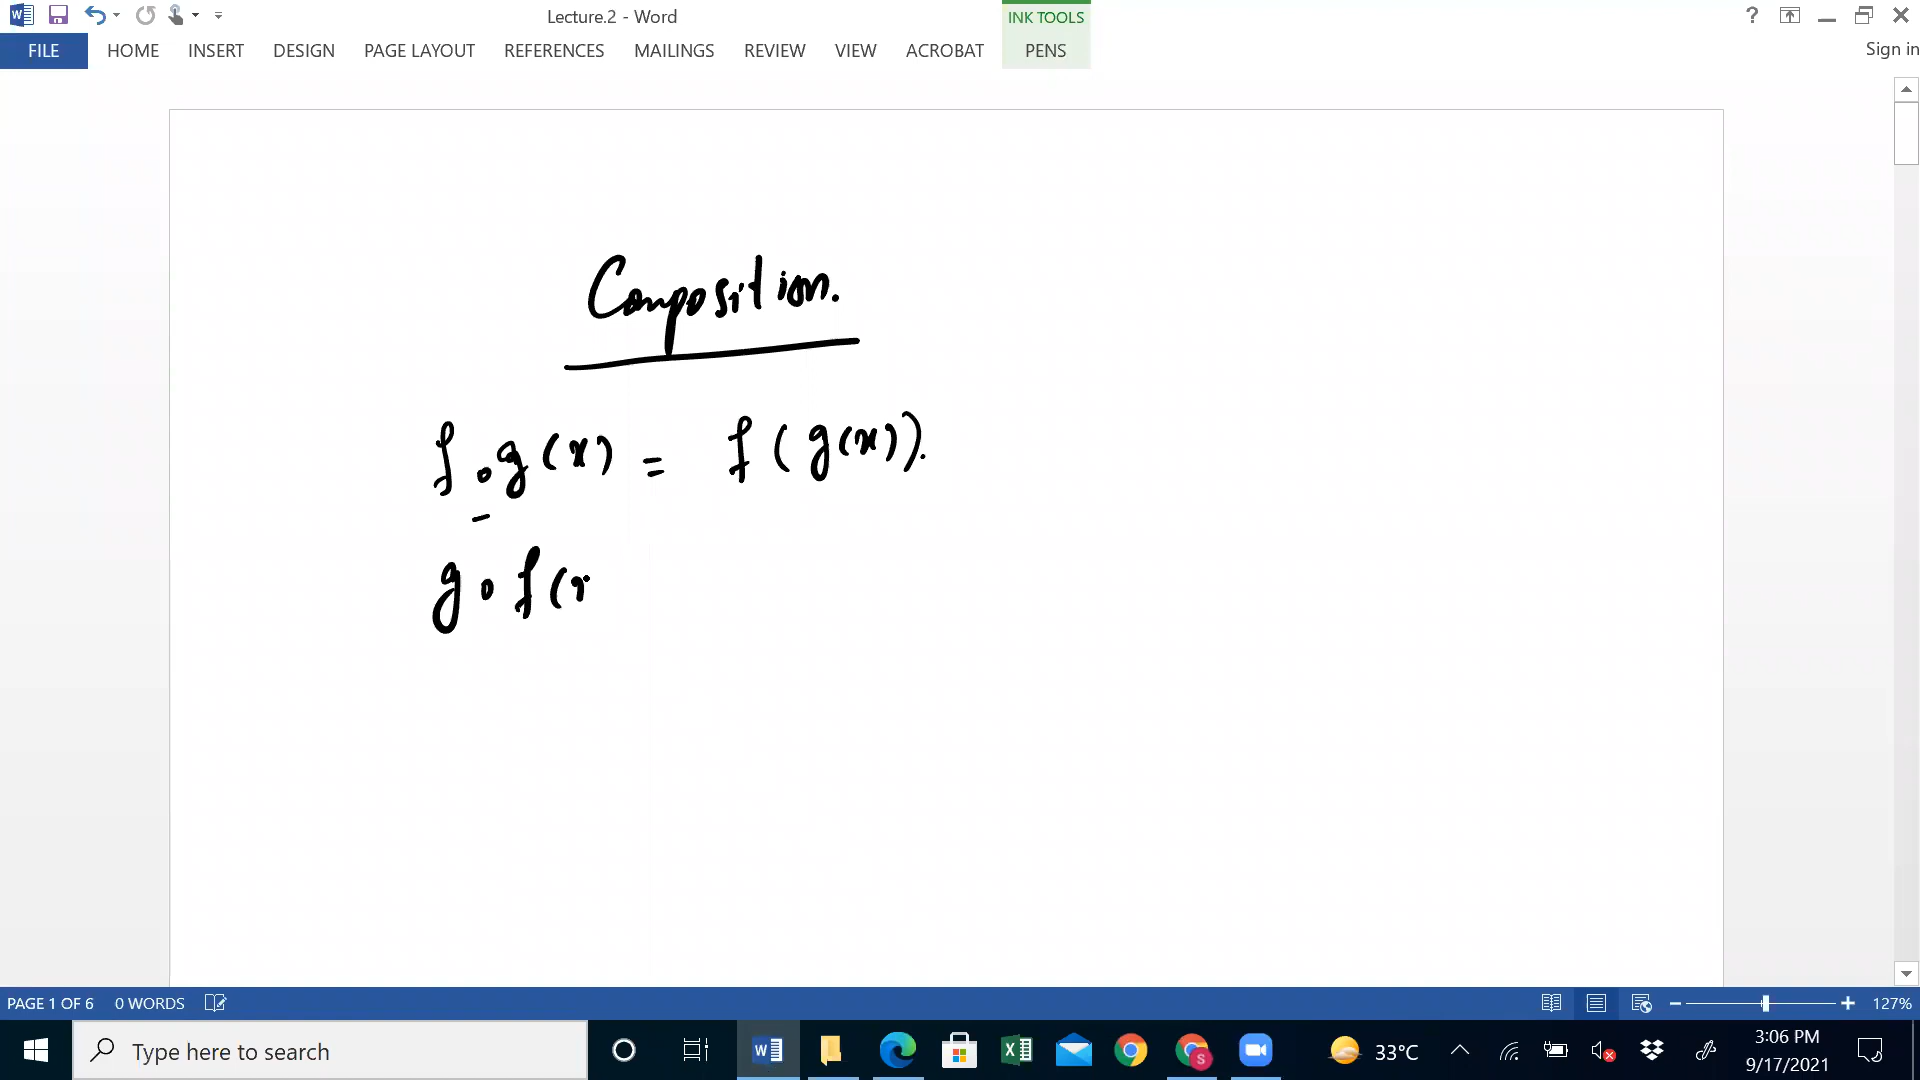 Lecture.2 - Word
INK TOOLS
?
FILE HOME INSERT DESIGN PAGE LAYOUT REFERENCES MAILINGS REVIEW VIEW ACROBAT PENS
Sign in
Composition.
f o g(x) = f(g(x)).
g o f(x
PAGE 1 OF 6 0 WORDS
127%
Type here to search
33°C
3:06 PM
9/17/2021